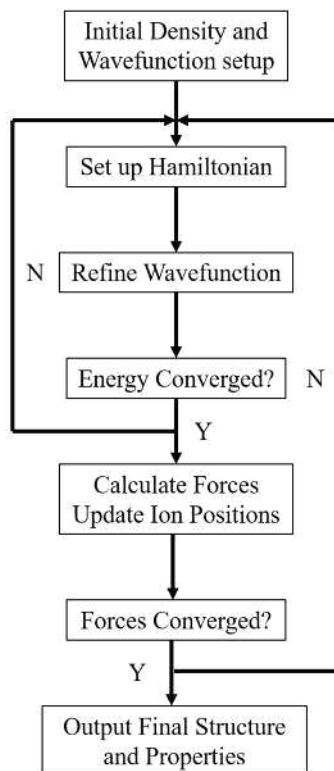 Initial Density and
Wavefunction setup
Set up Hamiltonian
N
Refine Wavefunction
Energy Converged?
N
Y
Calculate Forces
Update Ion Positions
Forces Converged?
Y
Output Final Structure
and Properties